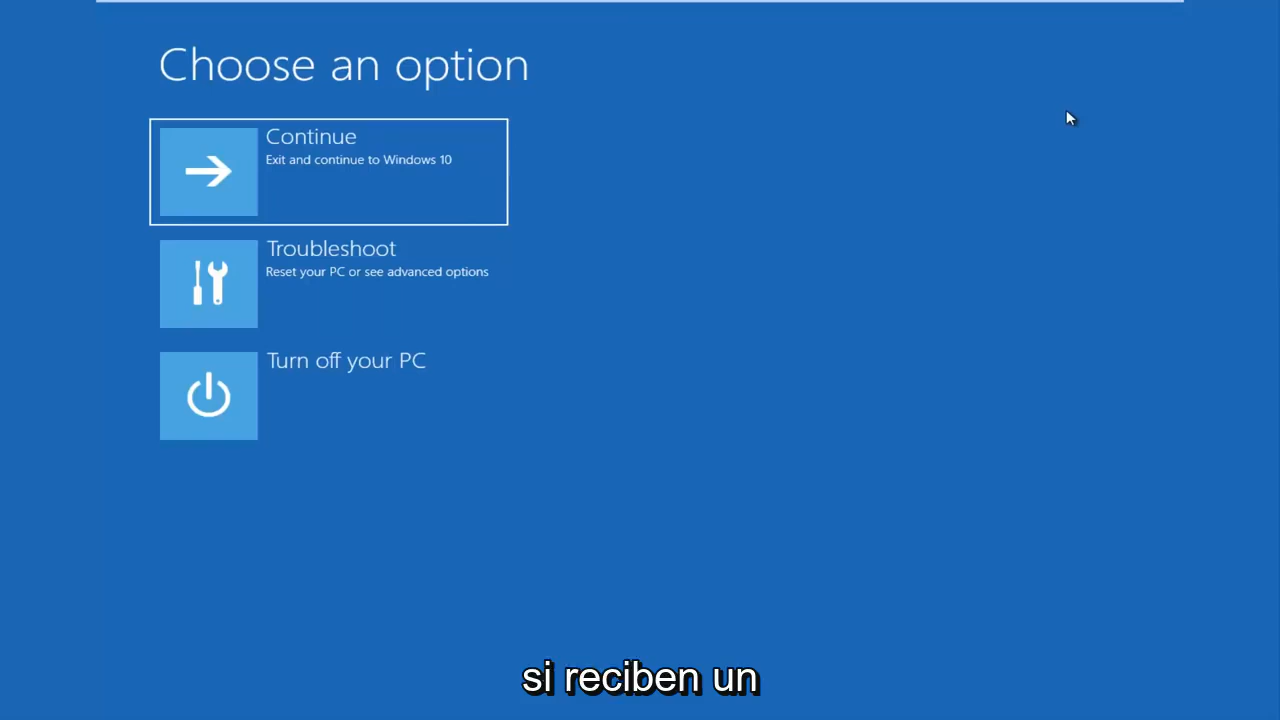 Choose an option
Continue
Exit and continue to Windows 10
Troubleshoot
Reset your PC or see advanced options
Turn off your PC
si reciben un